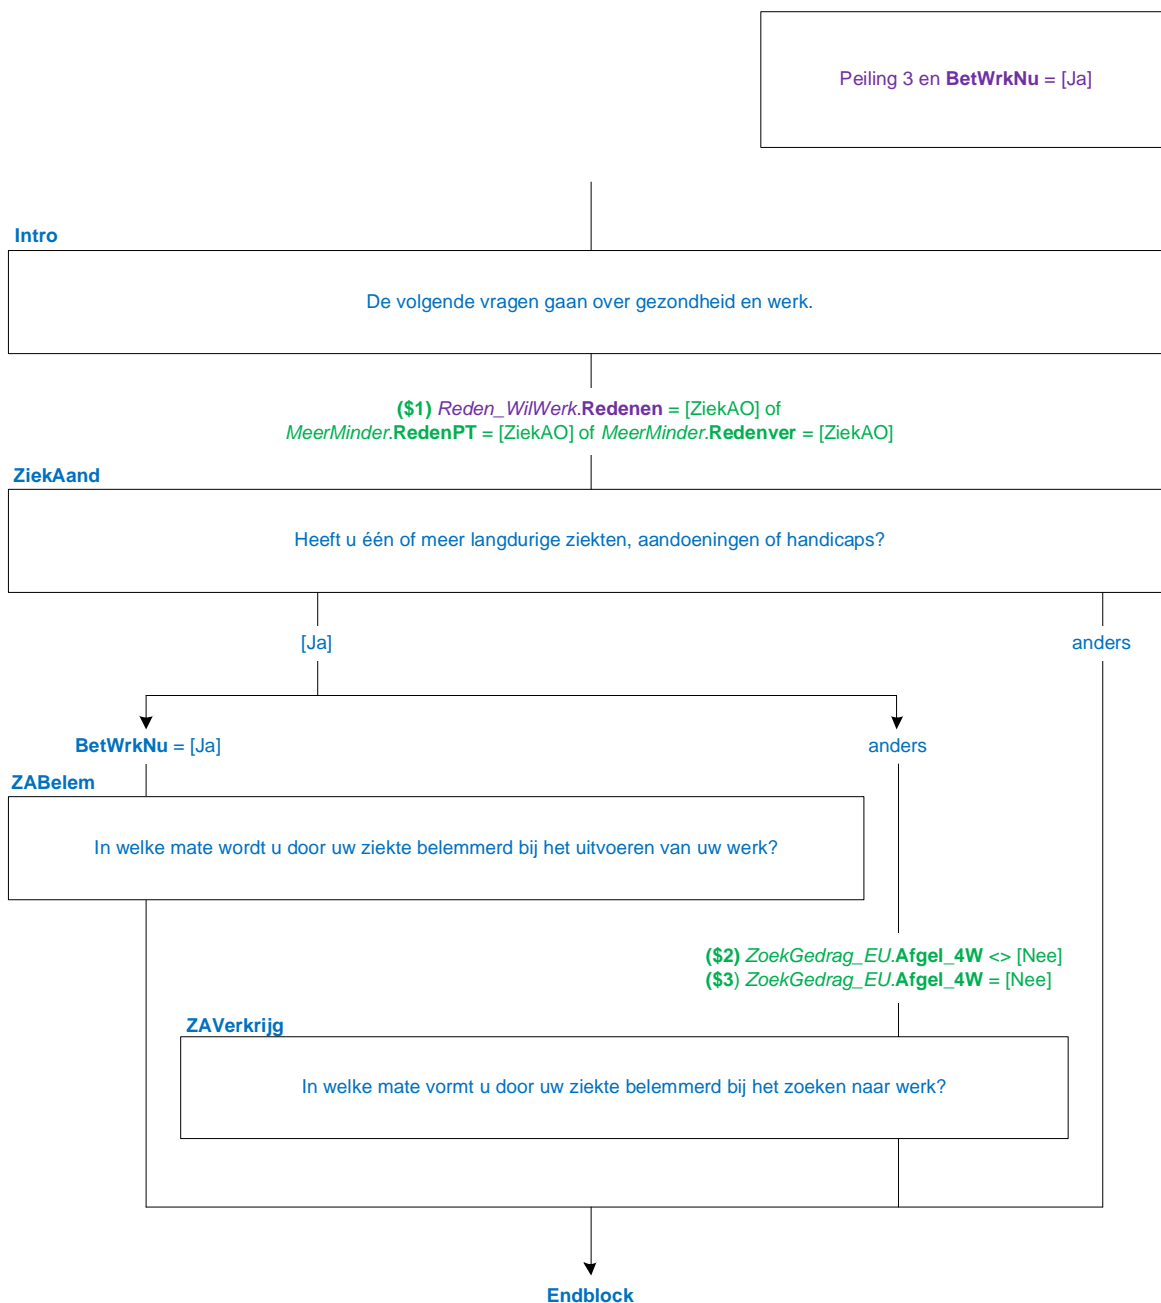 Peiling 3 en BetWrkNu = [Ja]
Intro
De volgende vragen gaan over gezondheid en werk.
($1) Reden_WilWerk.Redenen = [ZiekAO] of
MeerMinder.RedenPT = [ZiekAO] of MeerMinder.Redenver = [ZiekAO]
ZiekAand
Heeft u één of meer langdurige ziekten, aandoeningen of handicaps?
[Ja]
anders
BetWrkNu = [Ja]
anders
ZABelem
In welke mate wordt u door uw ziekte belemmerd bij het uitvoeren van uw werk?
($2) ZoekGedrag_EU.Afgel_4W <> [Nee]
($3) ZoekGedrag_EU.Afgel_4W = [Nee]
ZAVerkrijg
In welke mate vormt u door uw ziekte belemmerd bij het zoeken naar werk?
Endblock